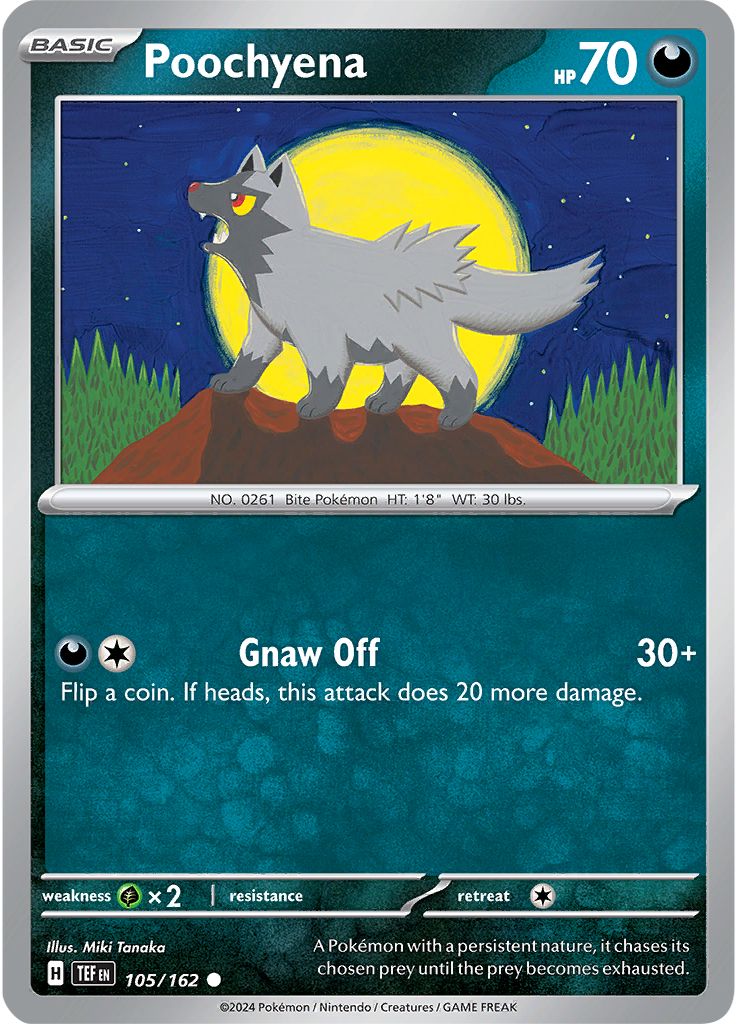 BASIC
Poochyena
HP 70
NO. 0261 Bite Pokémon HT: 1'8" WT: 30 lbs.
Gnaw Off 30+
Flip a coin. If heads, this attack does 20 more damage.
weakness ×2 resistance retreat
Illus. Miki Tanaka
A Pokémon with a persistent nature, it chases its
chosen prey until the prey becomes exhausted.
H TEF EN 105/162
©2024 Pokémon / Nintendo / Creatures / GAME FREAK